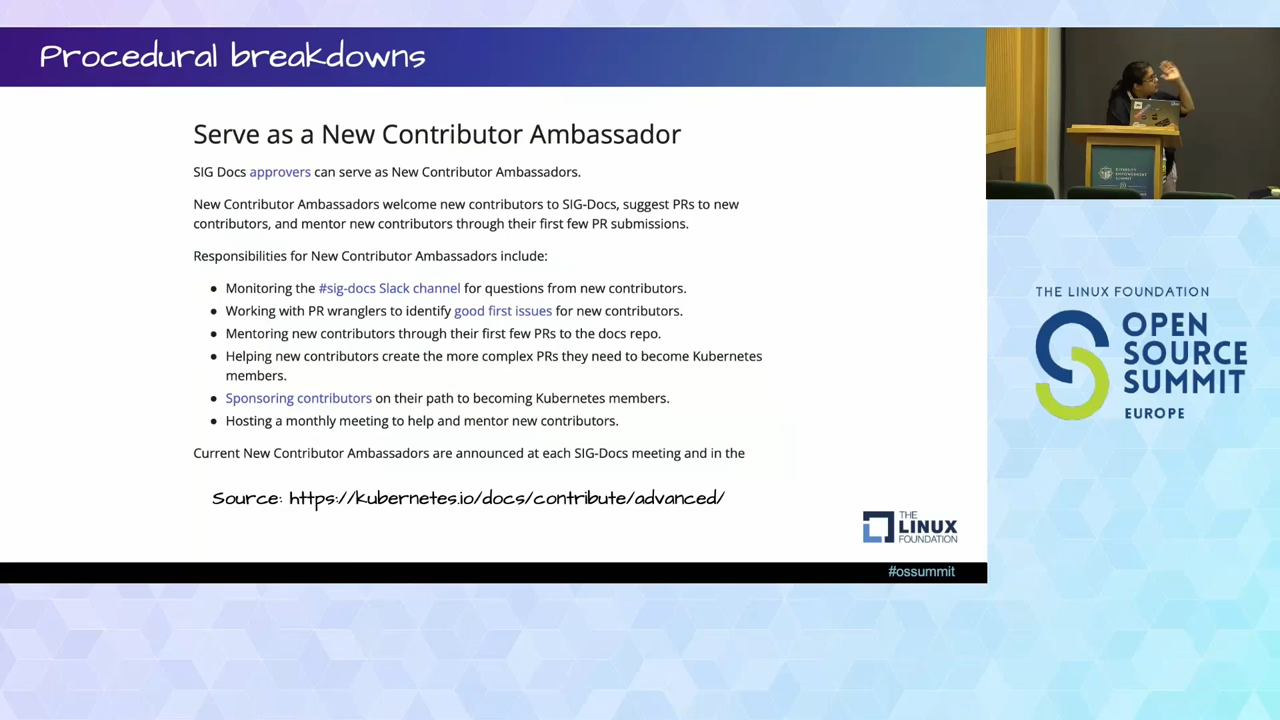 Procedural breakdowns
Serve as a New Contributor Ambassador
SIG Docs approvers can serve as New Contributor Ambassadors.
New Contributor Ambassadors welcome new contributors to SIG-Docs, suggest PRs to new
contributors, and mentor new contributors through their first few PR submissions.
Responsibilities for New Contributor Ambassadors include:
• Monitoring the #sig-docs Slack channel for questions from new contributors.
• Working with PR wranglers to identify good first issues for new contributors.
• Mentoring new contributors through their first few PRs to the docs repo.
• Helping new contributors create the more complex PRs they need to become Kubernetes
members.
• Sponsoring contributors on their path to becoming Kubernetes members.
• Hosting a monthly meeting to help and mentor new contributors.
Current New Contributor Ambassadors are announced at each SIG-Docs meeting and in the
Source: https://kubernetes.io/docs/contribute/advanced/
THE
LINUX
FOUNDATION
#ossummit
DIVERSITY
EMPOWERMENT
SUMMIT
THE LINUX FOUNDATION
OPEN
SOURCE
SUMMIT
EUROPE